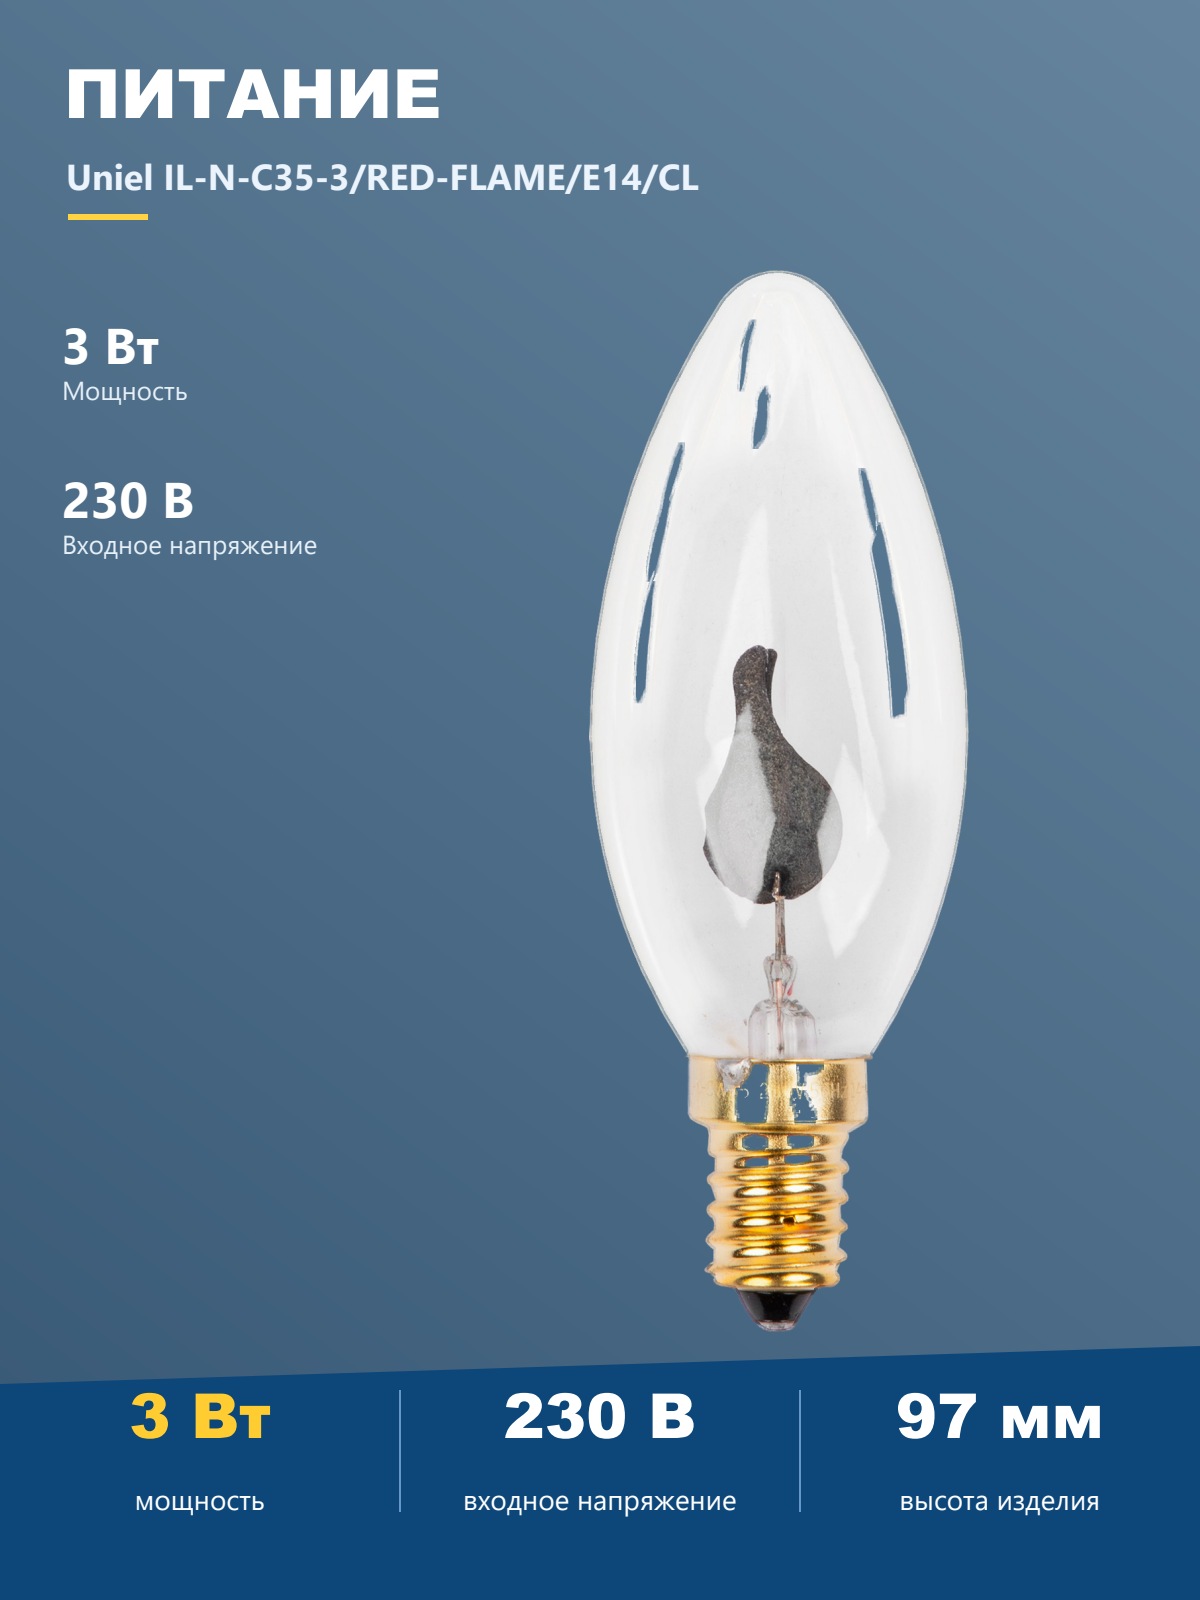 ПИТАНИЕ
Uniel IL-N-C35-3/RED-FLAME/E14/CL
3 Вт
Мощность
230 В
Входное напряжение
3 Вт
мощность
230 В
входное напряжение
97 мм
высота изделия